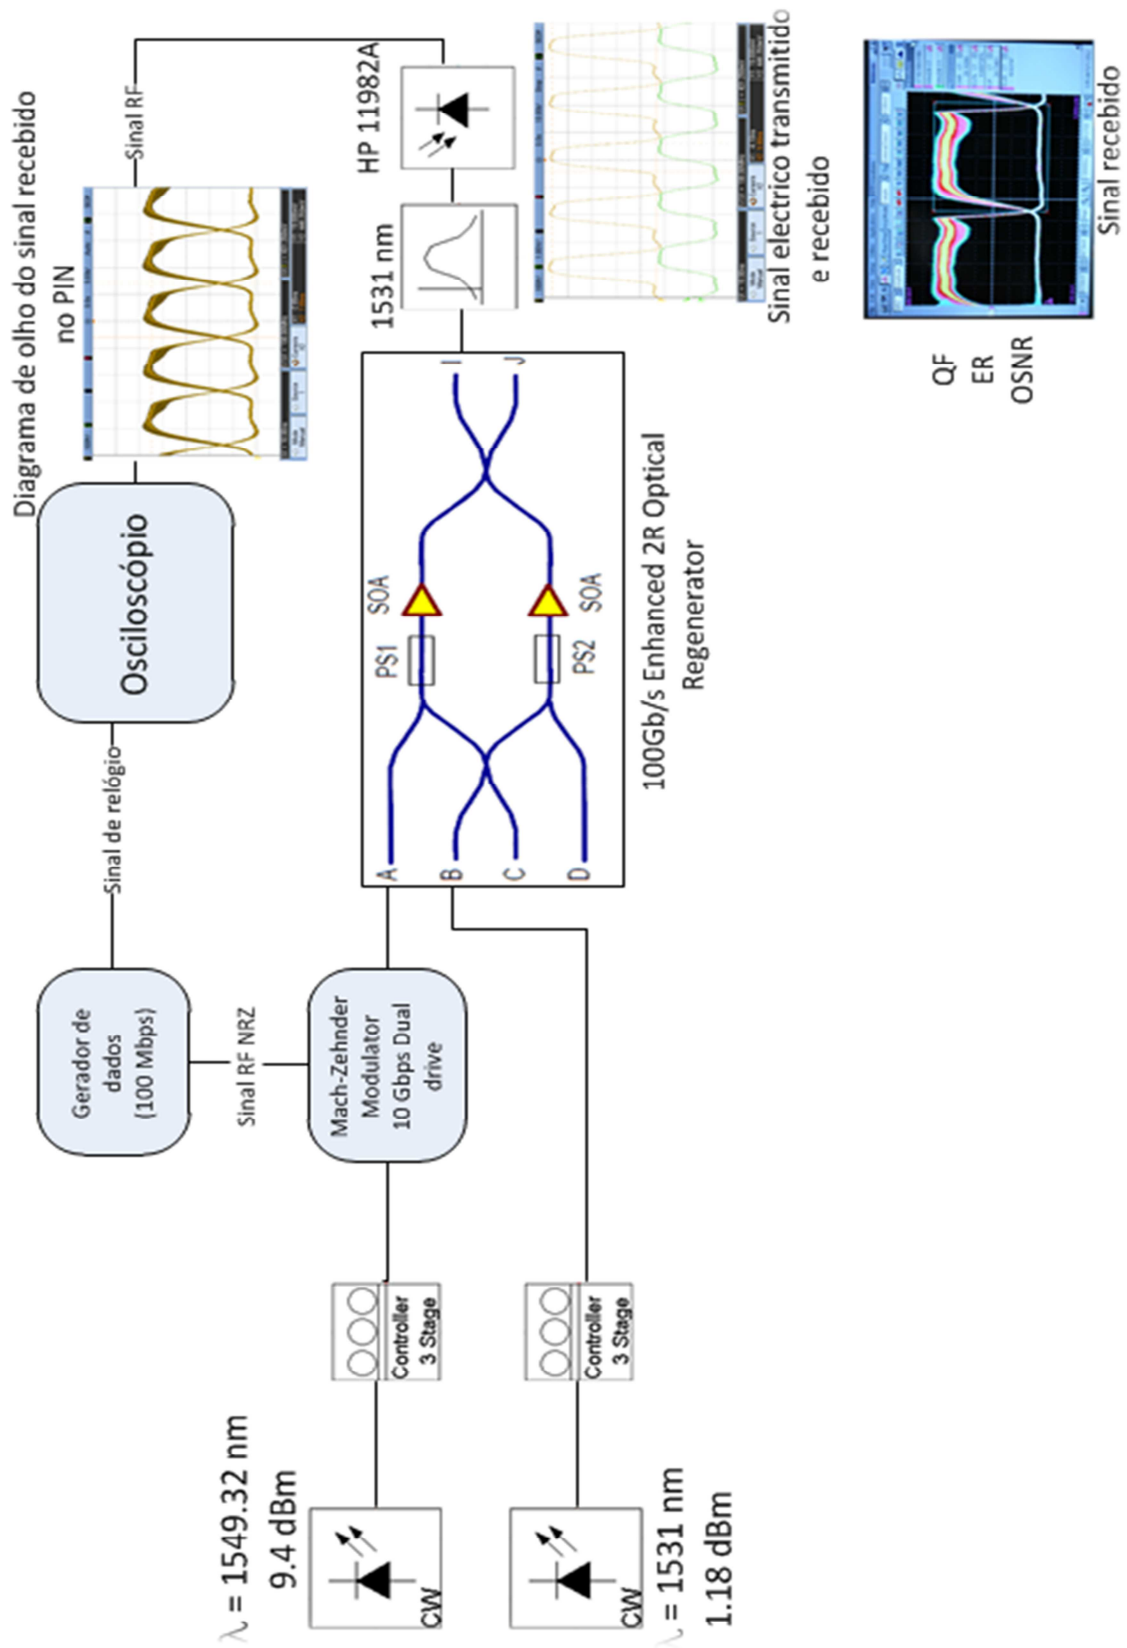 Diagrama de olho do sinal recebido
no PIN
Sinal RF
Osciloscópio
Sinal de relógio
Gerador de
dados
(100 Mbps)
Sinal RF NRZ
Mach-Zehnder
Modulator
10 Gbps Dual
drive
λ = 1549.32 nm
9.4 dBm
CW
Controller
3 Stage
λ = 1531 nm
1.18 dBm
CW
Controller
3 Stage
A
B
C
D
PS1
SOA
PS2
SOA
I
J
100Gb/s Enhanced 2R Optical
Regenerator
1531 nm
HP 11982A
Sinal electrico transmitido
e recebido
QF
ER
OSNR
Sinal recebido